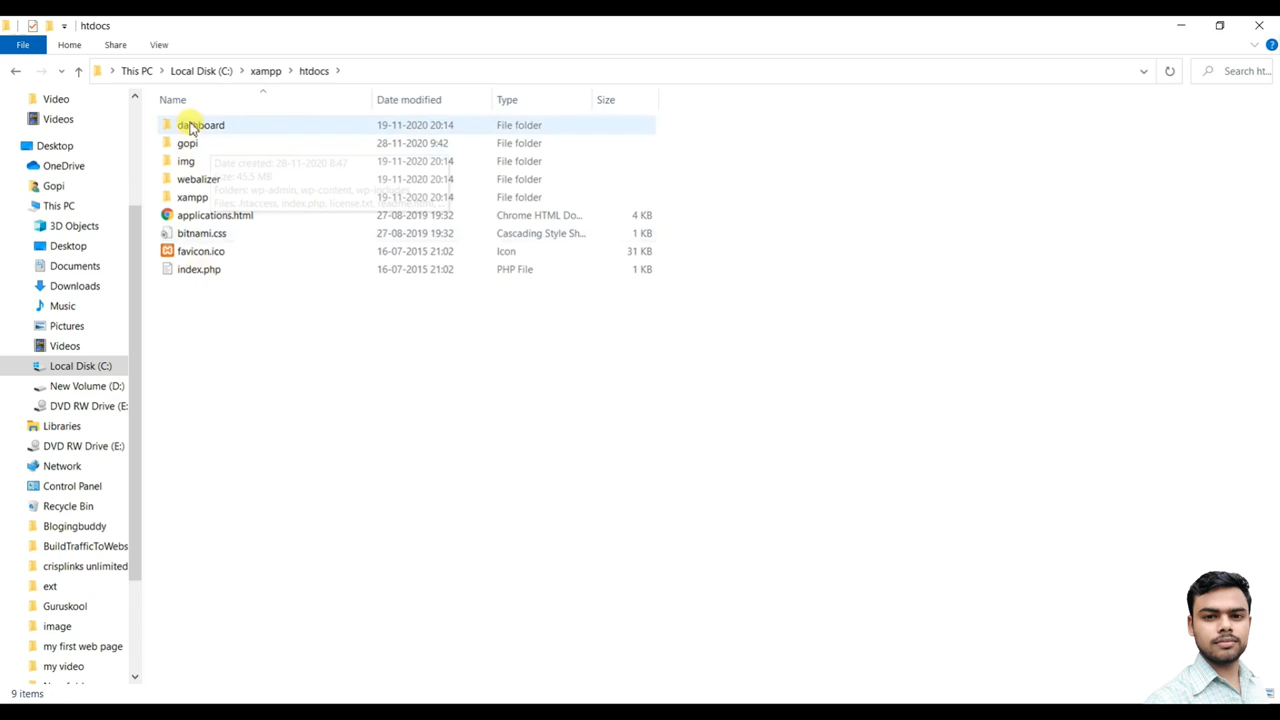 htdocs
File Home Share View
This PC Local Disk (C:) xampp htdocs
Search ht...
Name Date modified Type Size
19-11-2020 20:14 File folder
gopi 28-11-2020 9:42 File folder
img 19-11-2020 20:14 File folder
webalizer 19-11-2020 20:14 File folder
xampp 19-11-2020 20:14 File folder
applications.html 27-08-2019 19:32 Chrome HTML Do... 4 KB
bitnami.css 27-08-2019 19:32 Cascading Style Sh... 1 KB
favicon.ico 16-07-2015 21:02 Icon 31 KB
index.php 16-07-2015 21:02 PHP File 1 KB
Date created: 28-11-2020 8:47
Size: 45.5 MB
Folders: wp-admin, wp-content, wp-includes
Files: .htaccess, index.php, license.txt, readme.html, ...
Video
Videos
Desktop
OneDrive
Gopi
This PC
3D Objects
Desktop
Documents
Downloads
Music
Pictures
Videos
Local Disk (C:)
New Volume (D:)
DVD RW Drive (E:
Libraries
DVD RW Drive (E:)
Network
Control Panel
Recycle Bin
Blogingbuddy
BuildTrafficToWebs
crisplinks unlimited
ext
Guruskool
image
my first web page
my video
9 items